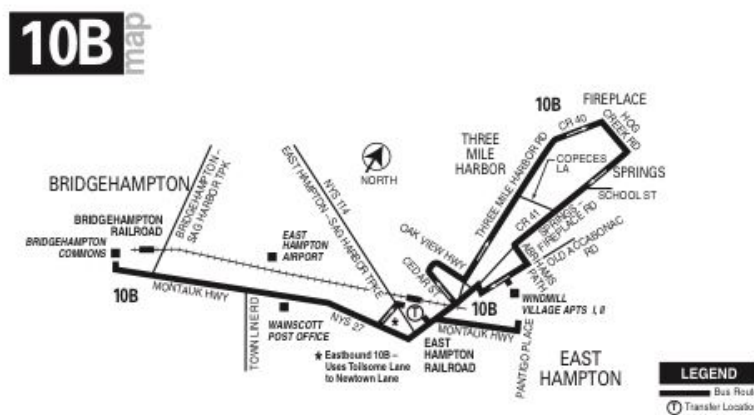 10B
map
10B
FIREPLACE
CR 40
HOG
CREEK RD
THREE
MILE
HARBOR
THREE MILE HARBOR RD
COPECES
LA
SPRINGS
SCHOOL ST
CR 41
SPRINGS -
FIREPLACE RD
OLD ACCABONAC
RD
ABRHAMS
PATH
NORTH
NYS 114
EAST HAMPTON - SAG HARBOR TPKE
BRIDGEHAMPTON -
SAG HARBOR TPK
BRIDGEHAMPTON
BRIDGEHAMPTON
RAILROAD
BRIDGEHAMPTON
COMMONS
EAST
HAMPTON
AIRPORT
OAK VIEW HWY
CEDAR ST
10B
MONTAUK HWY
TOWN LINE RD
WAINSCOTT
POST OFFICE
NYS 27
* Eastbound 10B –
Uses Toilsome Lane
to Newtown Lane
*
T
EAST
HAMPTON
RAILROAD
10B
MONTAUK HWY
WINDMILL
VILLAGE APTS I, II
PANTIGO PLACE
EAST
HAMPTON
LEGEND
Bus Rout
T Transfer Location